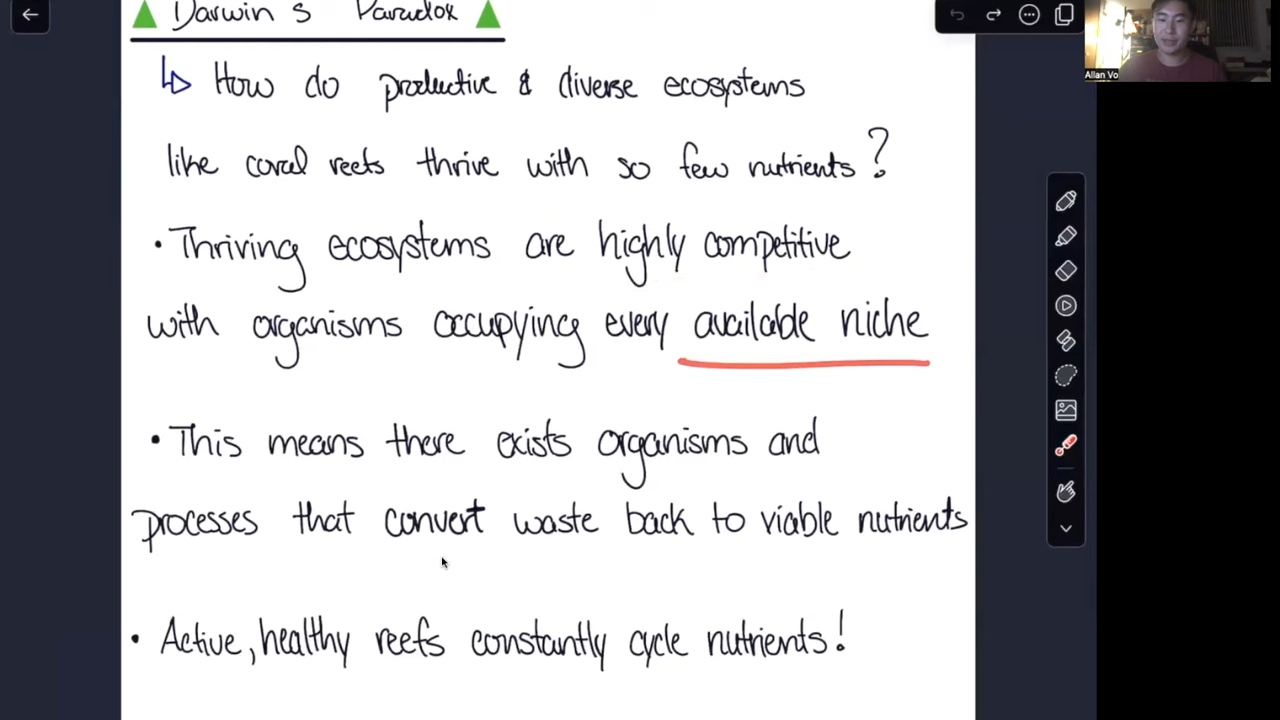 Darwin's Paradox
How do productive & diverse ecosystems
like coral reefs thrive with so few nutrients?
• Thriving ecosystems are highly competitive
with organisms occupying every available niche
• This means there exists organisms and
processes that convert waste back to viable nutrients
• Active, healthy reefs constantly cycle nutrients!
Allan Vo